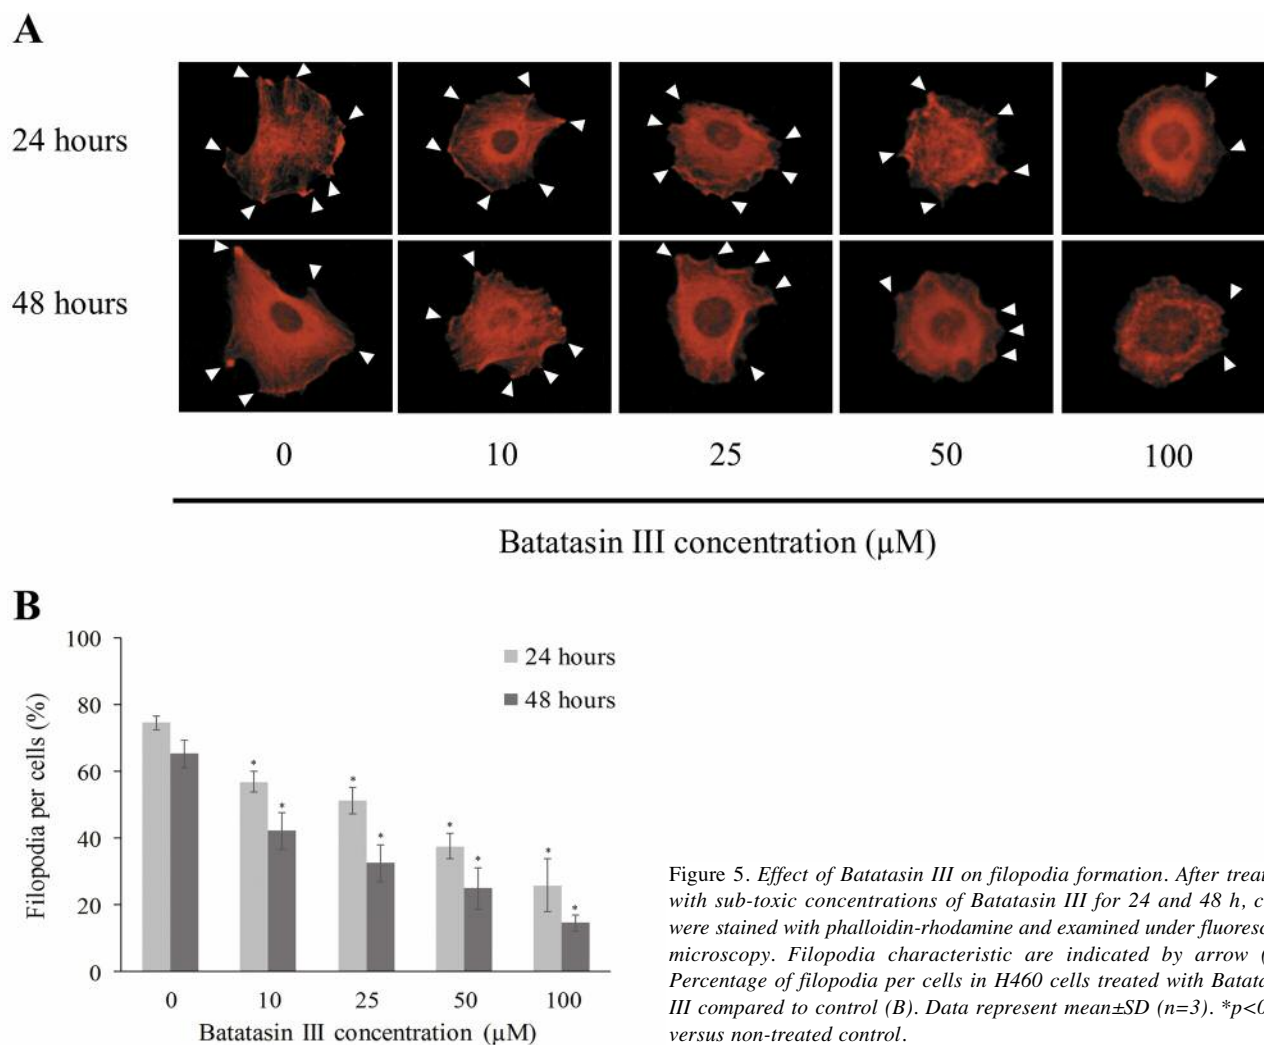 A
24 hours
48 hours
0 10 25 50 100
Batatasin III concentration (µM)
B
Filopodia per cells (%)
100
80
60
40
20
0
24 hours
48 hours
* * * * * * * *
0 10 25 50 100
Batatasin III concentration (µM)
Figure 5. Effect of Batatasin III on filopodia formation. After
with sub-toxic concentrations of Batatasin III for 24 and 48 h,
were stained with phalloidin-rhodamine and examined under
microscopy. Filopodia characteristic are indicated by arrow
Percentage of filopodia per cells in H460 cells treated with
III compared to control (B). Data represent mean±SD (n=3).
versus non-treated control.